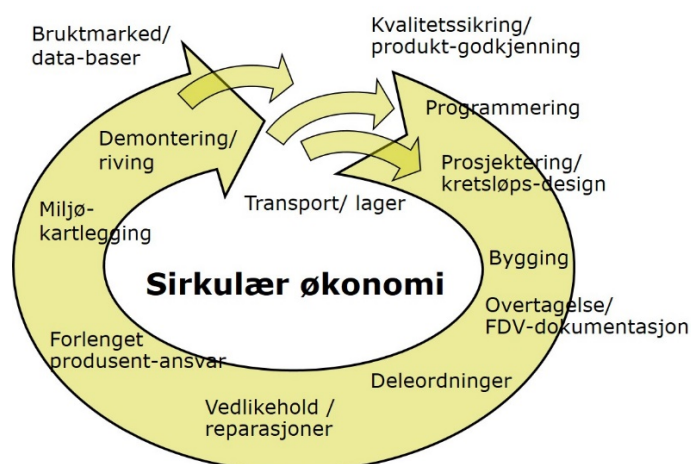 Bruktmarked/
data-baser
Kvalitetssikring/
produkt-godkjenning
Programmering
Demontering/
riving
Prosjektering/
kretsløps-design
Transport/ lager
Miljø-
kartlegging
Bygging
Sirkulær økonomi
Overtagelse/
FDV-dokumentasjon
Forlenget
produsent-ansvar
Deleordninger
Vedlikehold /
reparasjoner